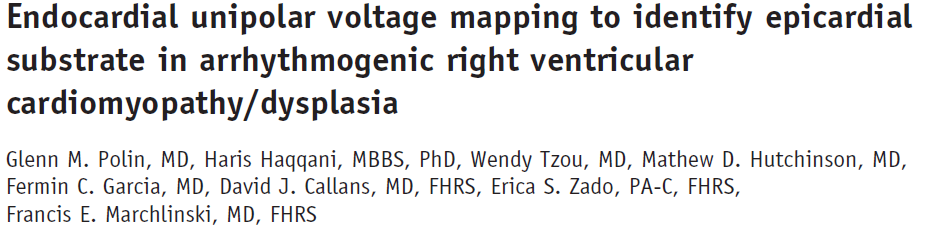 Endocardial unipolar voltage mapping to identify epicardial
substrate in arrhythmogenic right ventricular
cardiomyopathy/dysplasia
Glenn M. Polin, MD, Haris Haqqani, MBBS, PhD, Wendy Tzou, MD, Mathew D. Hutchinson, MD,
Fermin C. Garcia, MD, David J. Callans, MD, FHRS, Erica S. Zado, PA-C, FHRS,
Francis E. Marchlinski, MD, FHRS